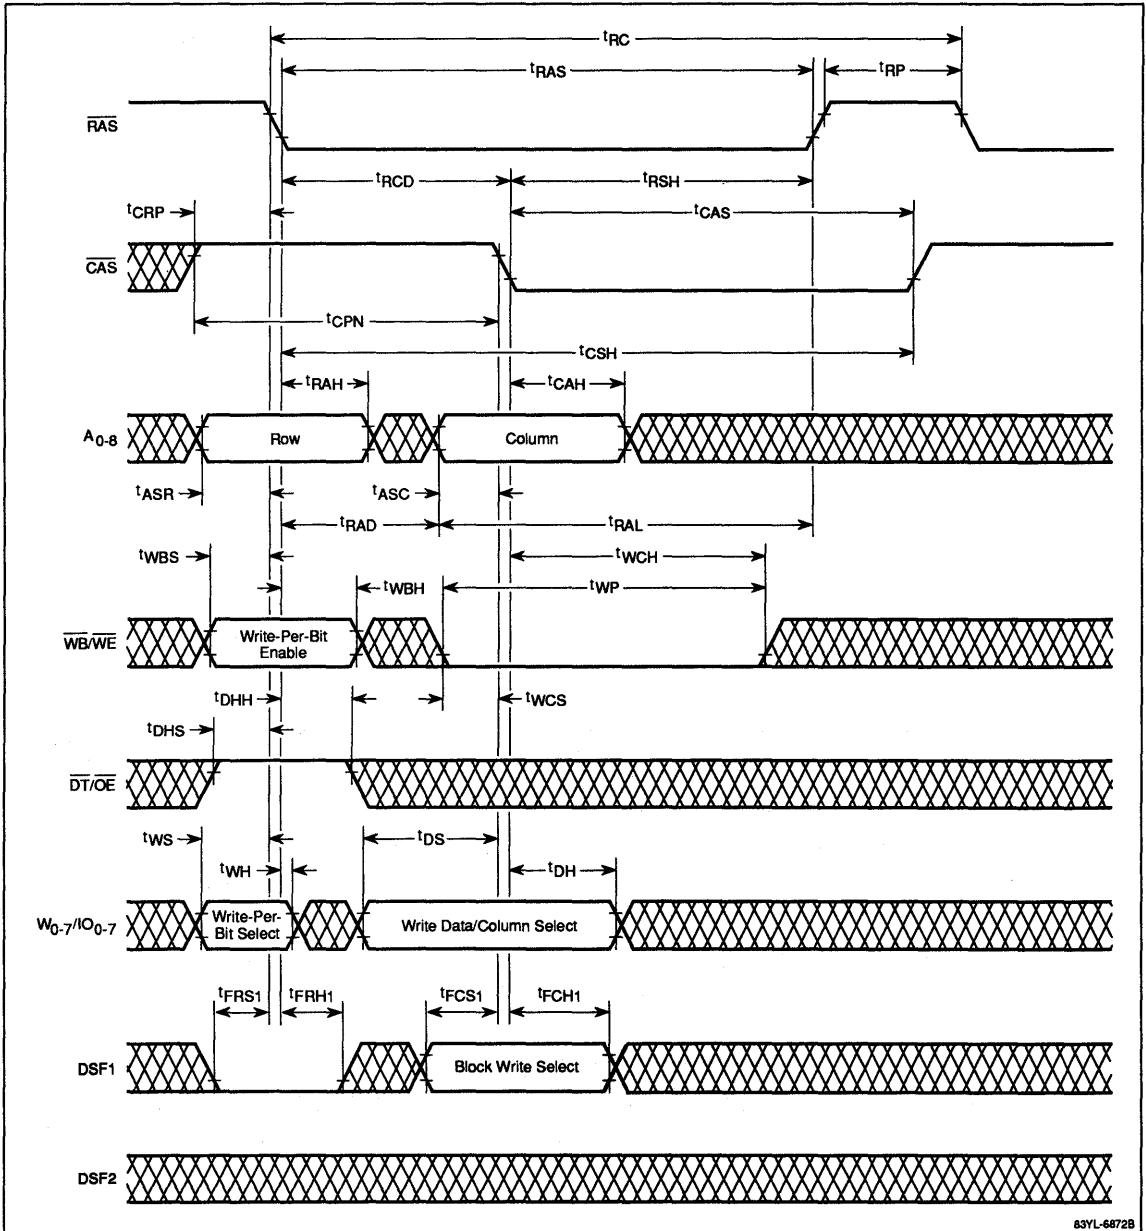 tRC
tRAS
tRP
RAS
tRCD
tRSH
tCRP
tCAS
CAS
tCPN
tCSH
tRAH
tCAH
A0-8
Row
Column
tASR
tASC
tRAD
tRAL
tWBS
tWCH
tWBH
tWP
WB/WE
Write-Per-Bit
Enable
tDHH
tWCS
tDHS
DT/OE
tWS
tDS
tWH
tDH
W0-7/IO0-7
Write-Per-
Bit Select
Write Data/Column Select
tFRS1
tFRH1
tFCS1
tFCH1
DSF1
Block Write Select
DSF2
83YL-6872B